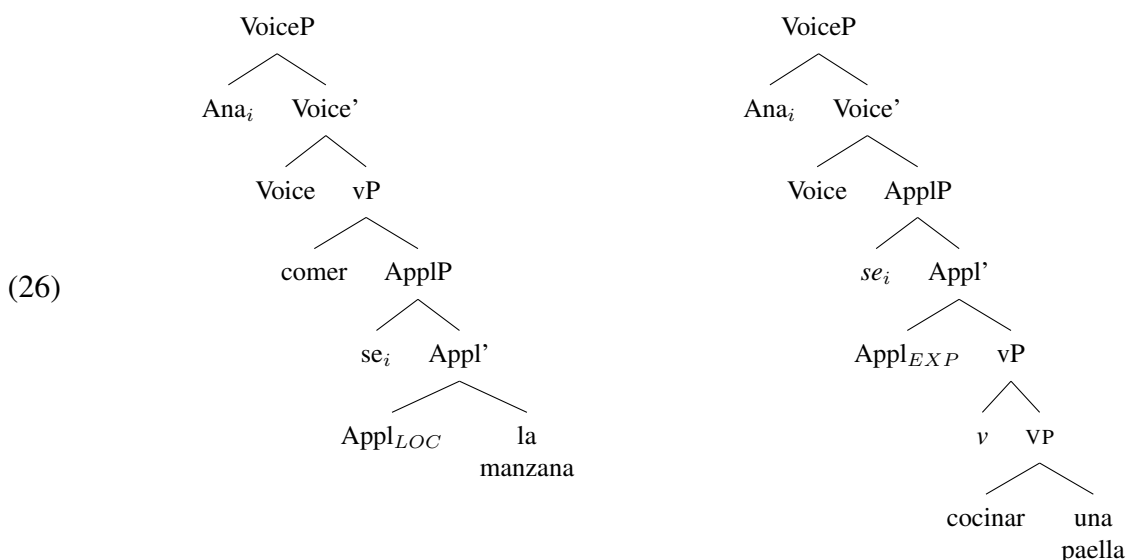 VoiceP VoiceP
Ana_i Voice’ Ana_i Voice’
Voice vP Voice ApplP
(26) comer ApplP se_i Appl’
se_i Appl’ Appl_EXP vP
Appl_LOC la manzana v VP
cocinar una paella